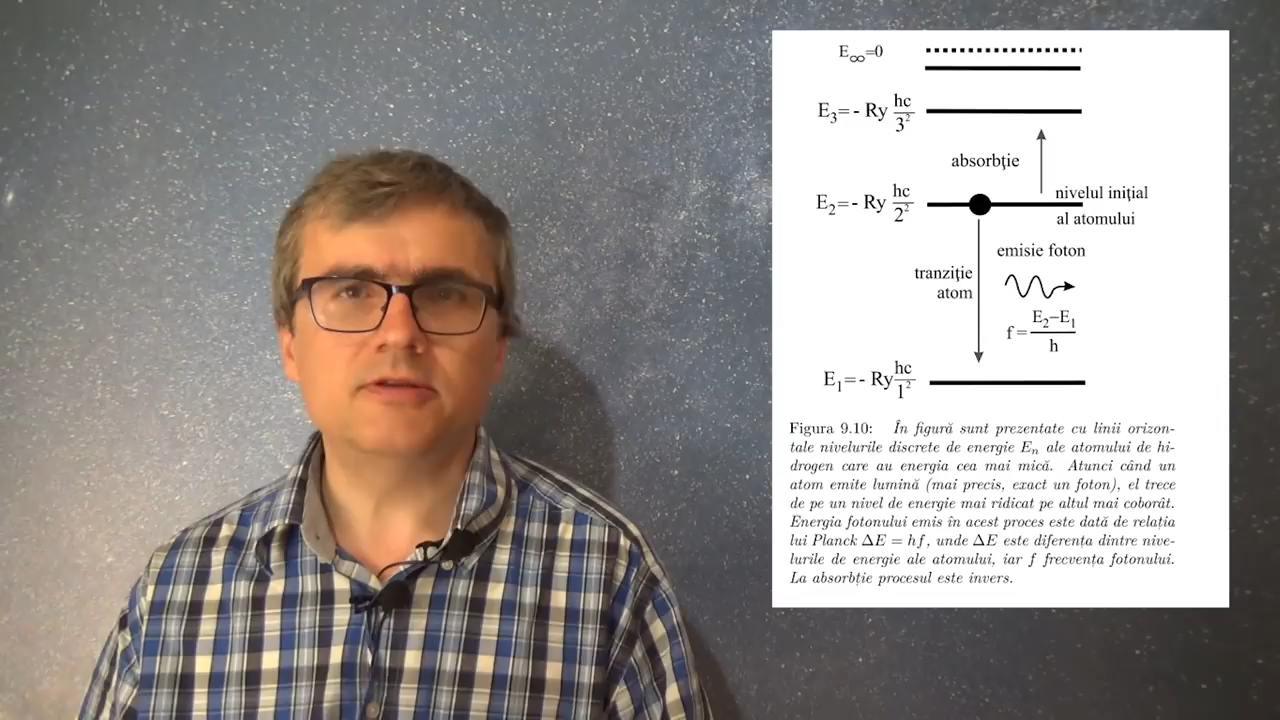 E∞=0
E₃=- Ry hc/3²
absorbție
E₂=- Ry hc/2²
nivelul inițial
al atomului
emisie foton
tranziție
atom
f= E₂−E₁/h
E₁=- Ry hc/1²
Figura 9.10: În figură sunt prezentate cu linii orizon-
tale nivelurile discrete de energie Eₙ ale atomului de hi-
drogen care au energia cea mai mică. Atunci când un
atom emite lumină (mai precis, exact un foton), el trece
de pe un nivel de energie mai ridicat pe altul mai coborât.
Energia fotonului emis în acest proces este dată de relația
lui Planck ΔE = hf, unde ΔE este diferența dintre nive-
lurile de energie ale atomului, iar f frecvența fotonului.
La absorbție procesul este invers.